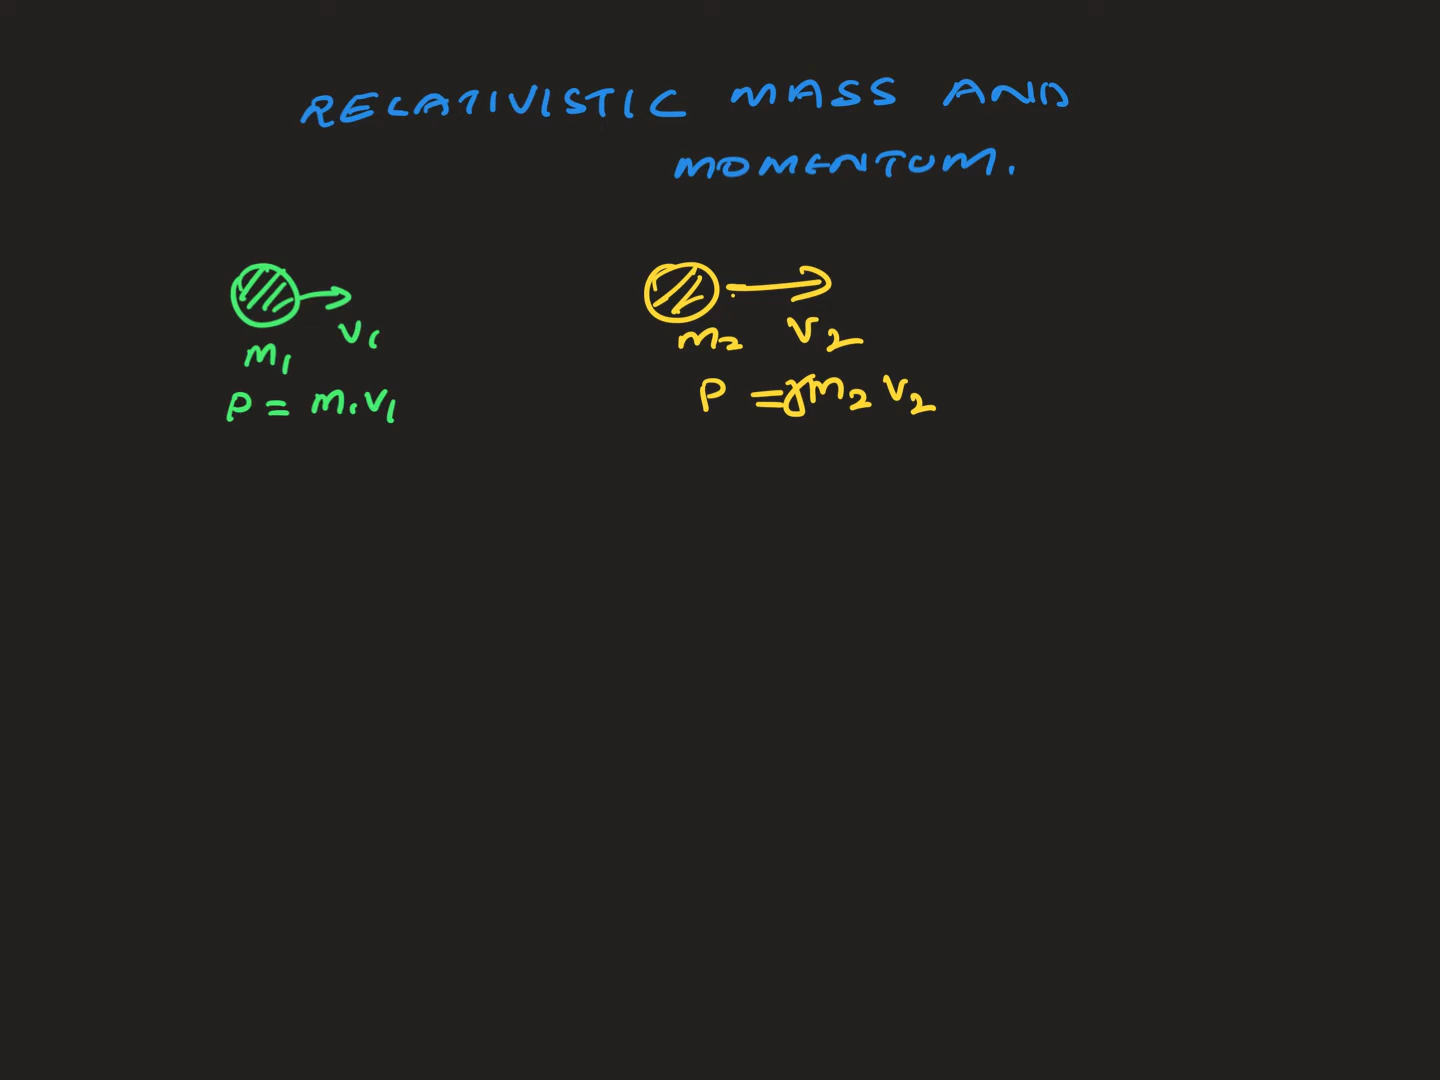 RELATIVISTIC MASS AND
MOMENTUM.
v₁
m₁
P = m₁v₁
m₂ v₂
P = γm₂ v₂